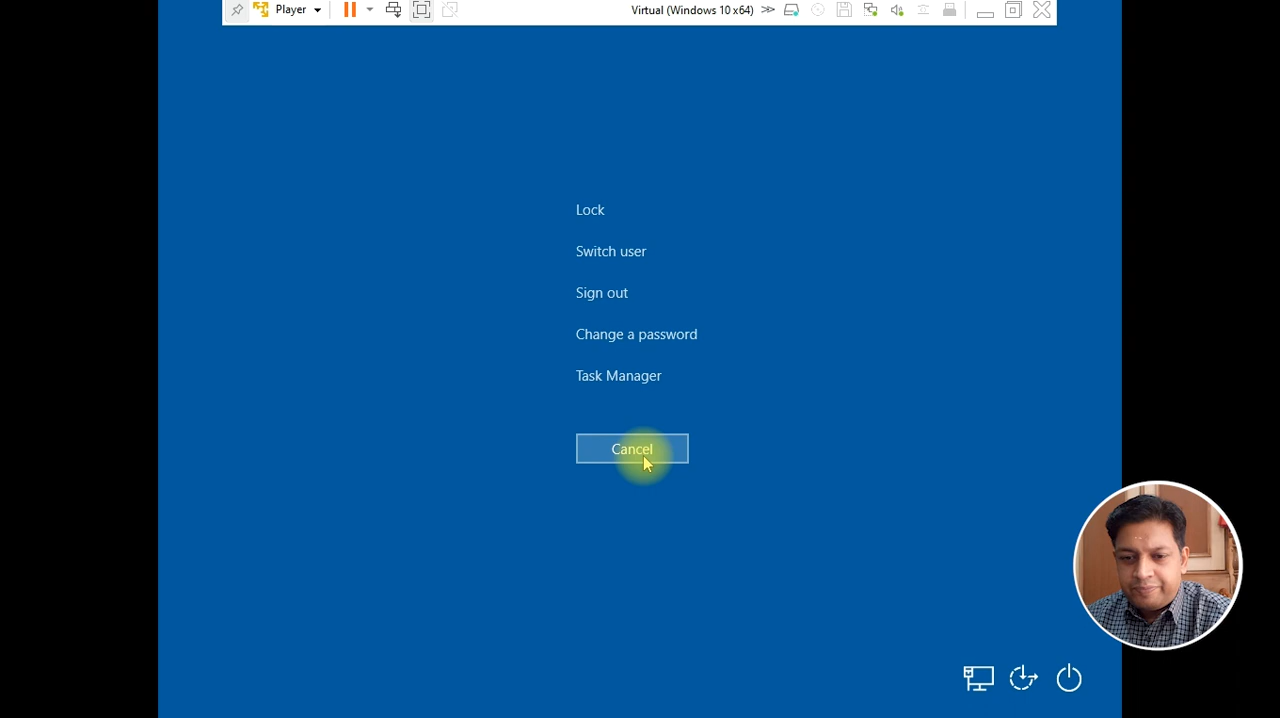 Player
Virtual (Windows 10 x64)
Lock
Switch user
Sign out
Change a password
Task Manager
Cancel